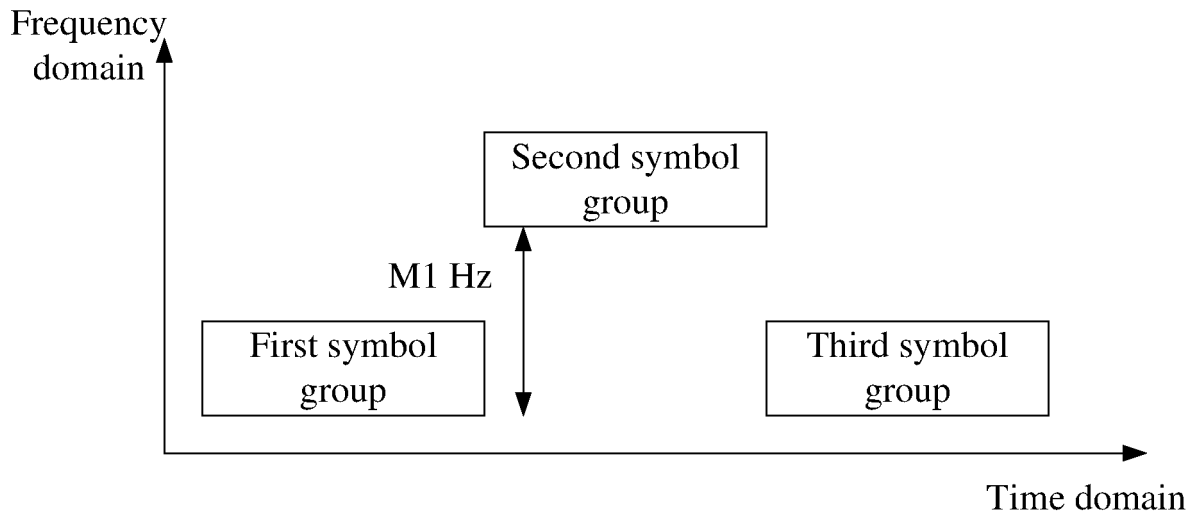 Frequency
domain
Second symbol
group
M1 Hz
First symbol
group
Third symbol
group
Time domain